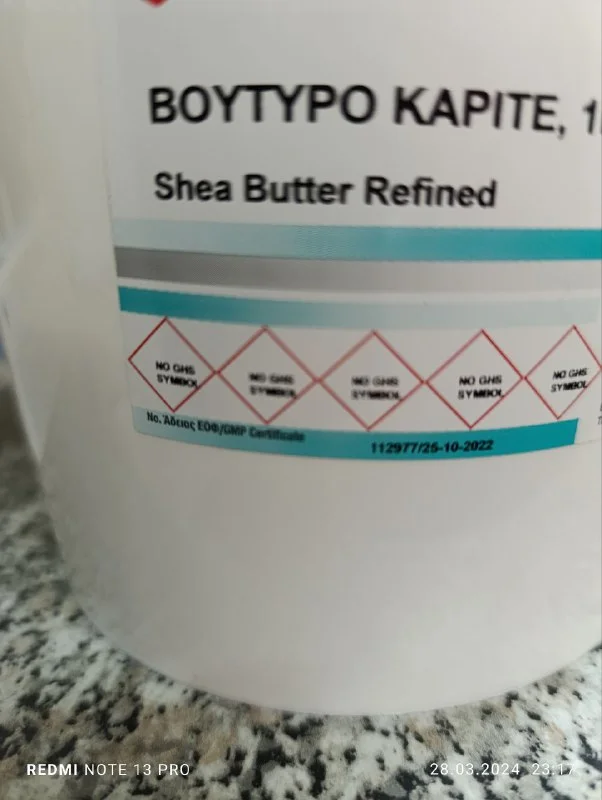 ΒΟΥΤΥΡΟ ΚΑΡΙΤΕ, 1
Shea Butter Refined
NO GHS
SYMBOL
NO GHS
SYMBOL
NO GHS
SYMBOL
NO GHS
SYMBOL
NO GHS
SYMBOL
No. Άδειας ΕΟΦ/GMP Certificate
112977/25-10-2022
REDMI NOTE 13 PRO
28.03.2024 23:17